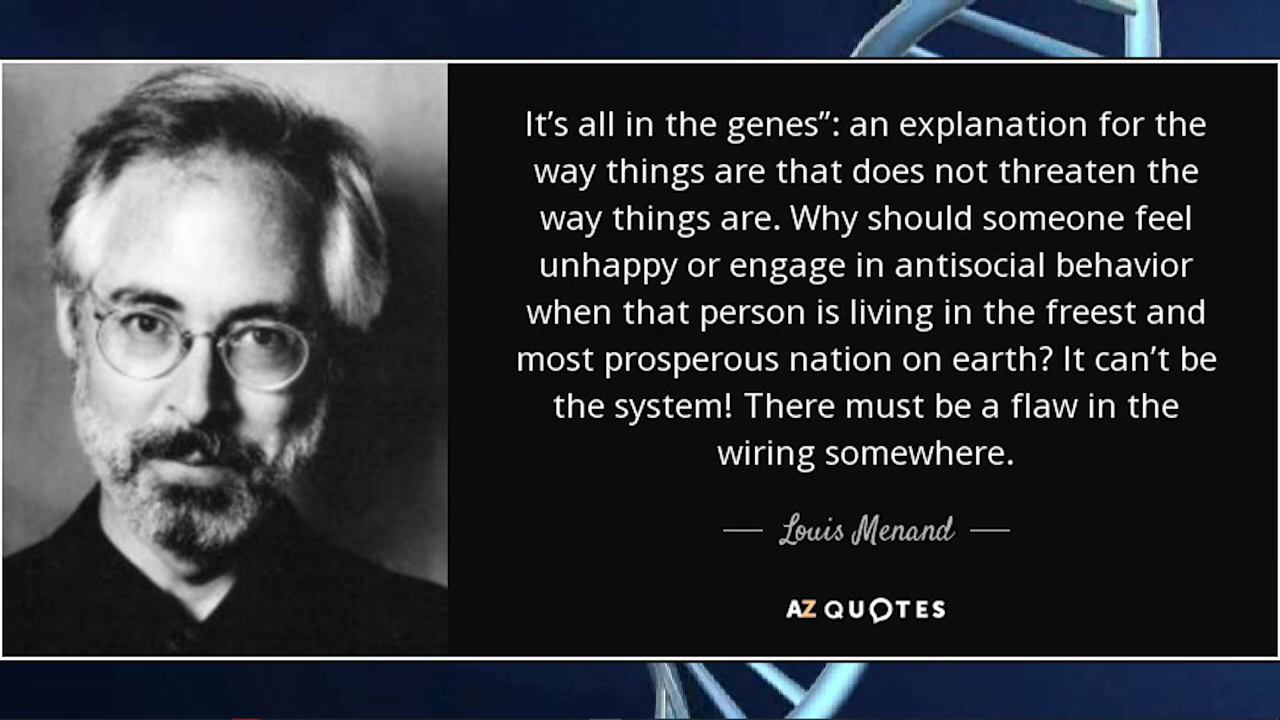 It’s all in the genes”: an explanation for the
way things are that does not threaten the
way things are. Why should someone feel
unhappy or engage in antisocial behavior
when that person is living in the freest and
most prosperous nation on earth? It can’t be
the system! There must be a flaw in the
wiring somewhere.
Louis Menand
AZ QUOTES